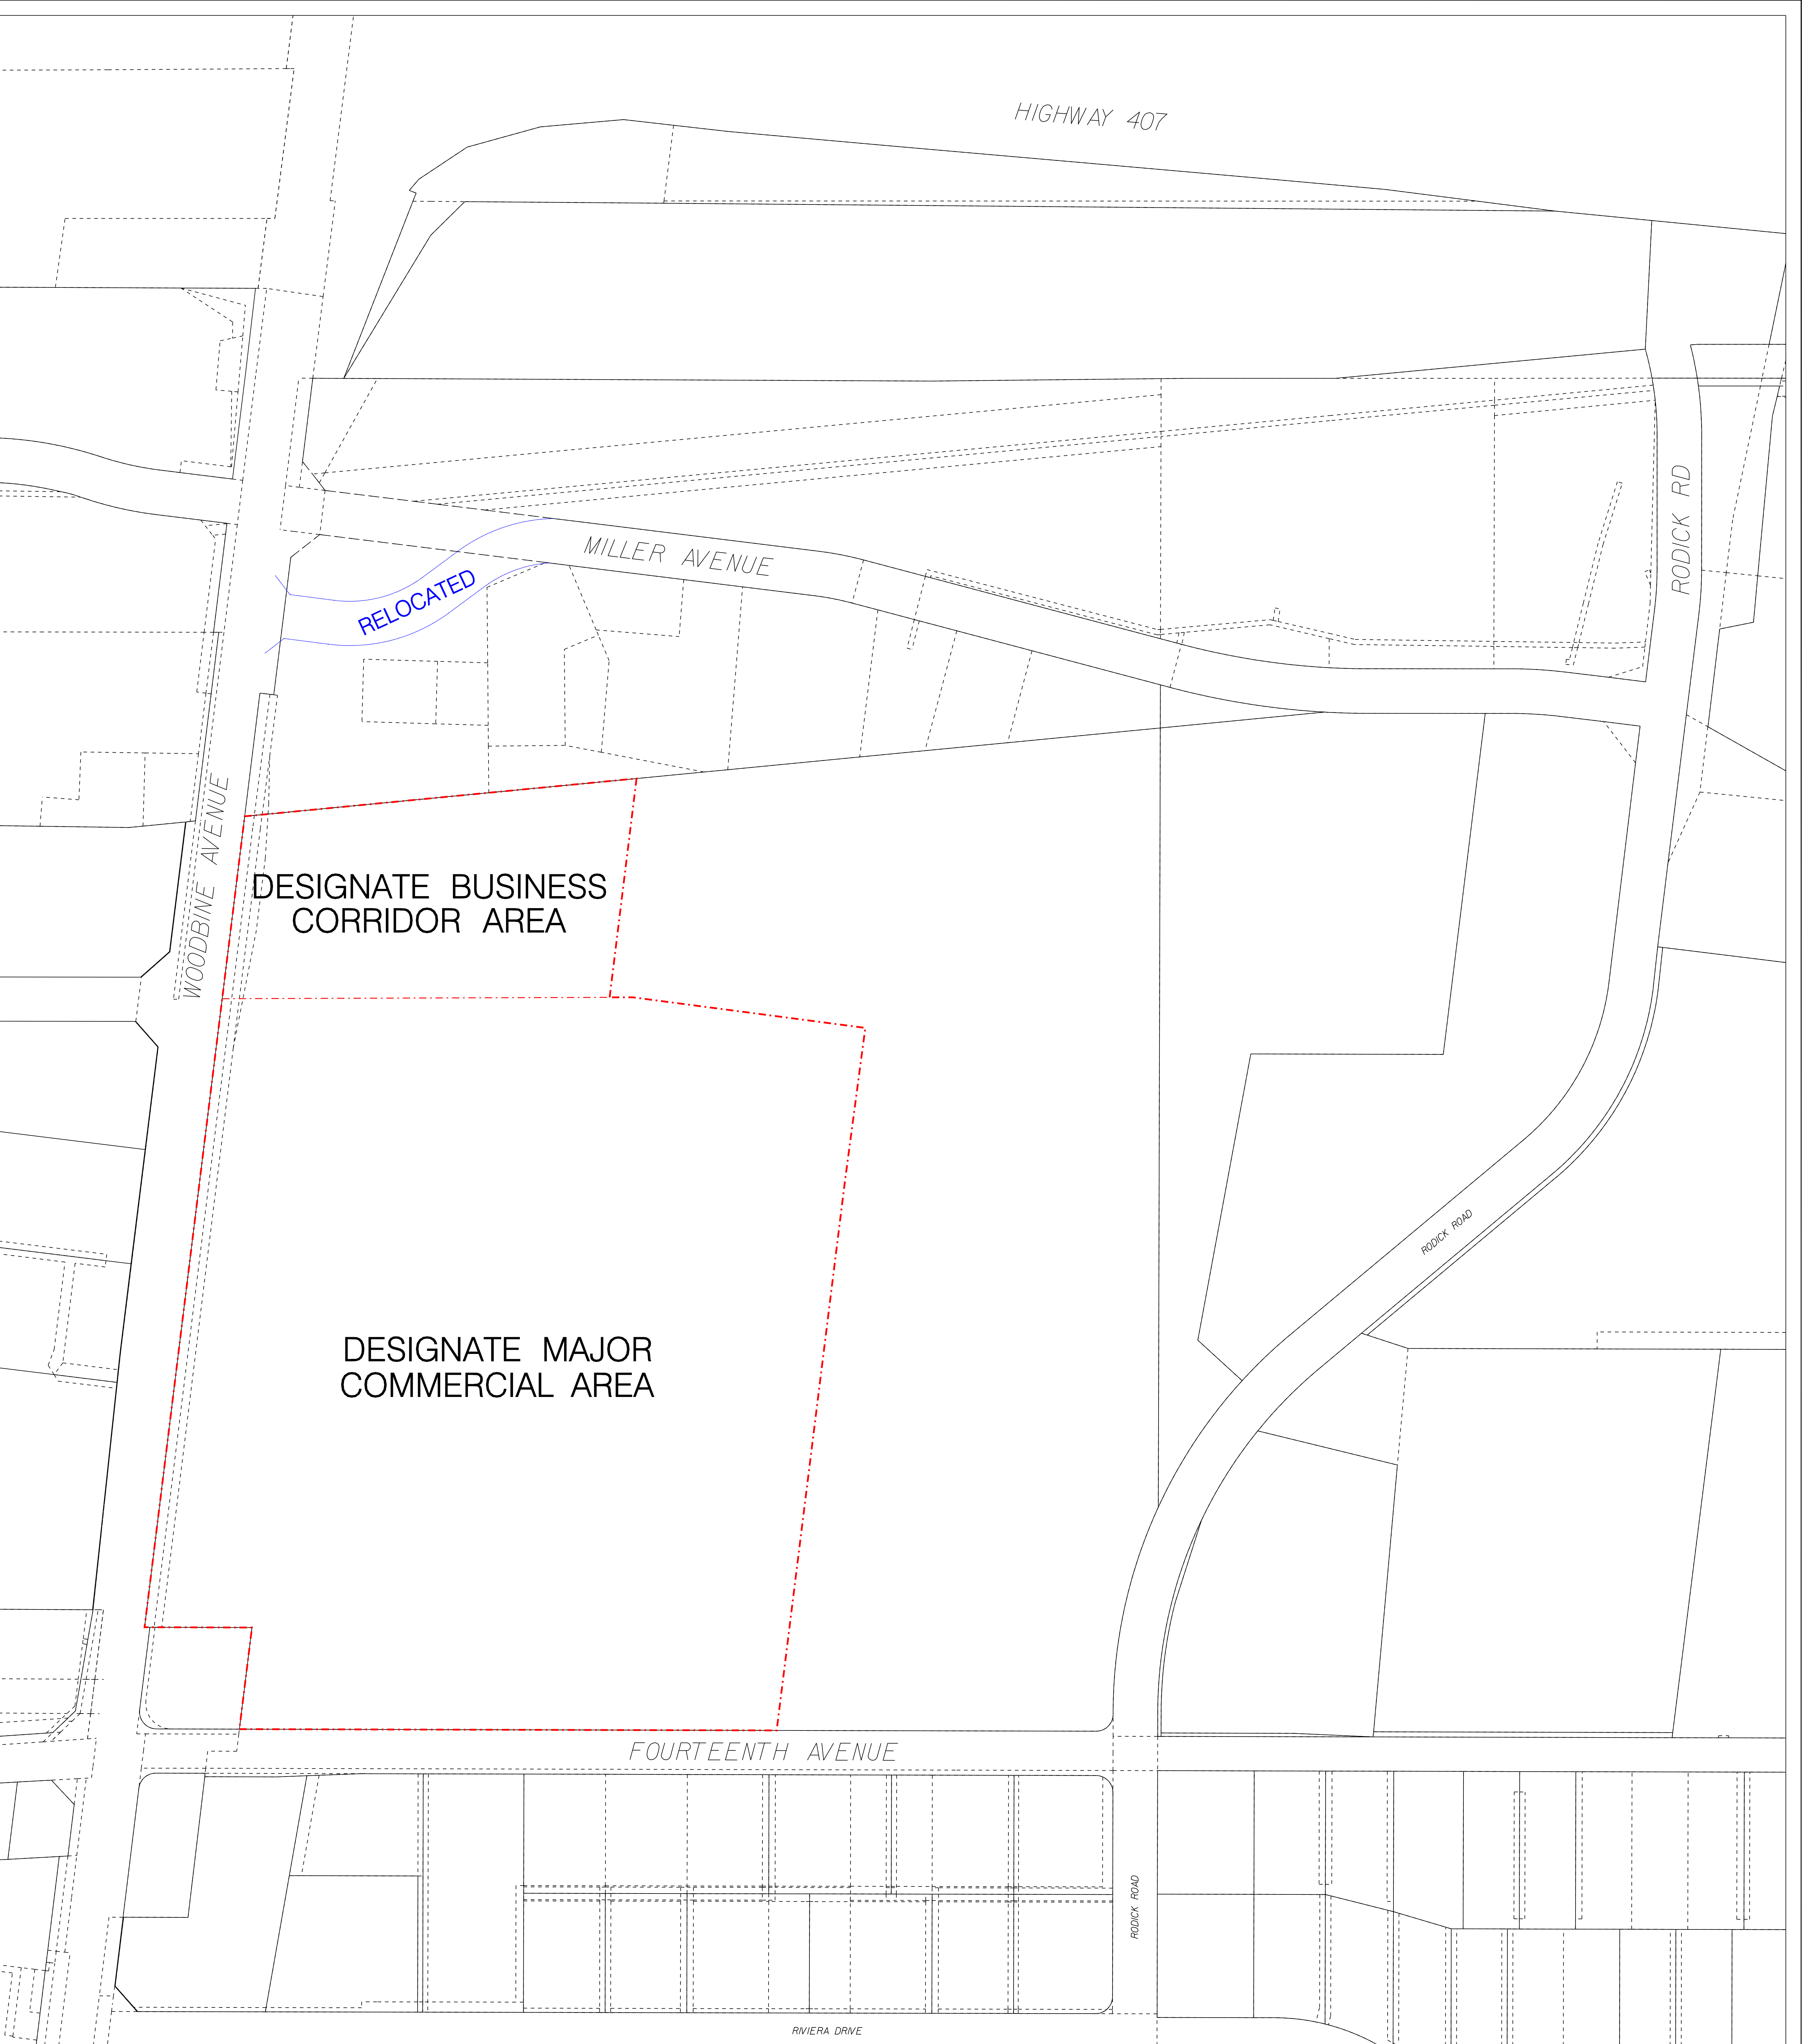 HIGHWAY 407
RODICK RD
MILLER AVENUE
RELOCATED
WOODBINE AVENUE
DESIGNATE BUSINESS
CORRIDOR AREA
RODICK ROAD
DESIGNATE MAJOR
COMMERCIAL AREA
FOURTEENTH AVENUE
RODICK ROAD
RIVIERA DRIVE